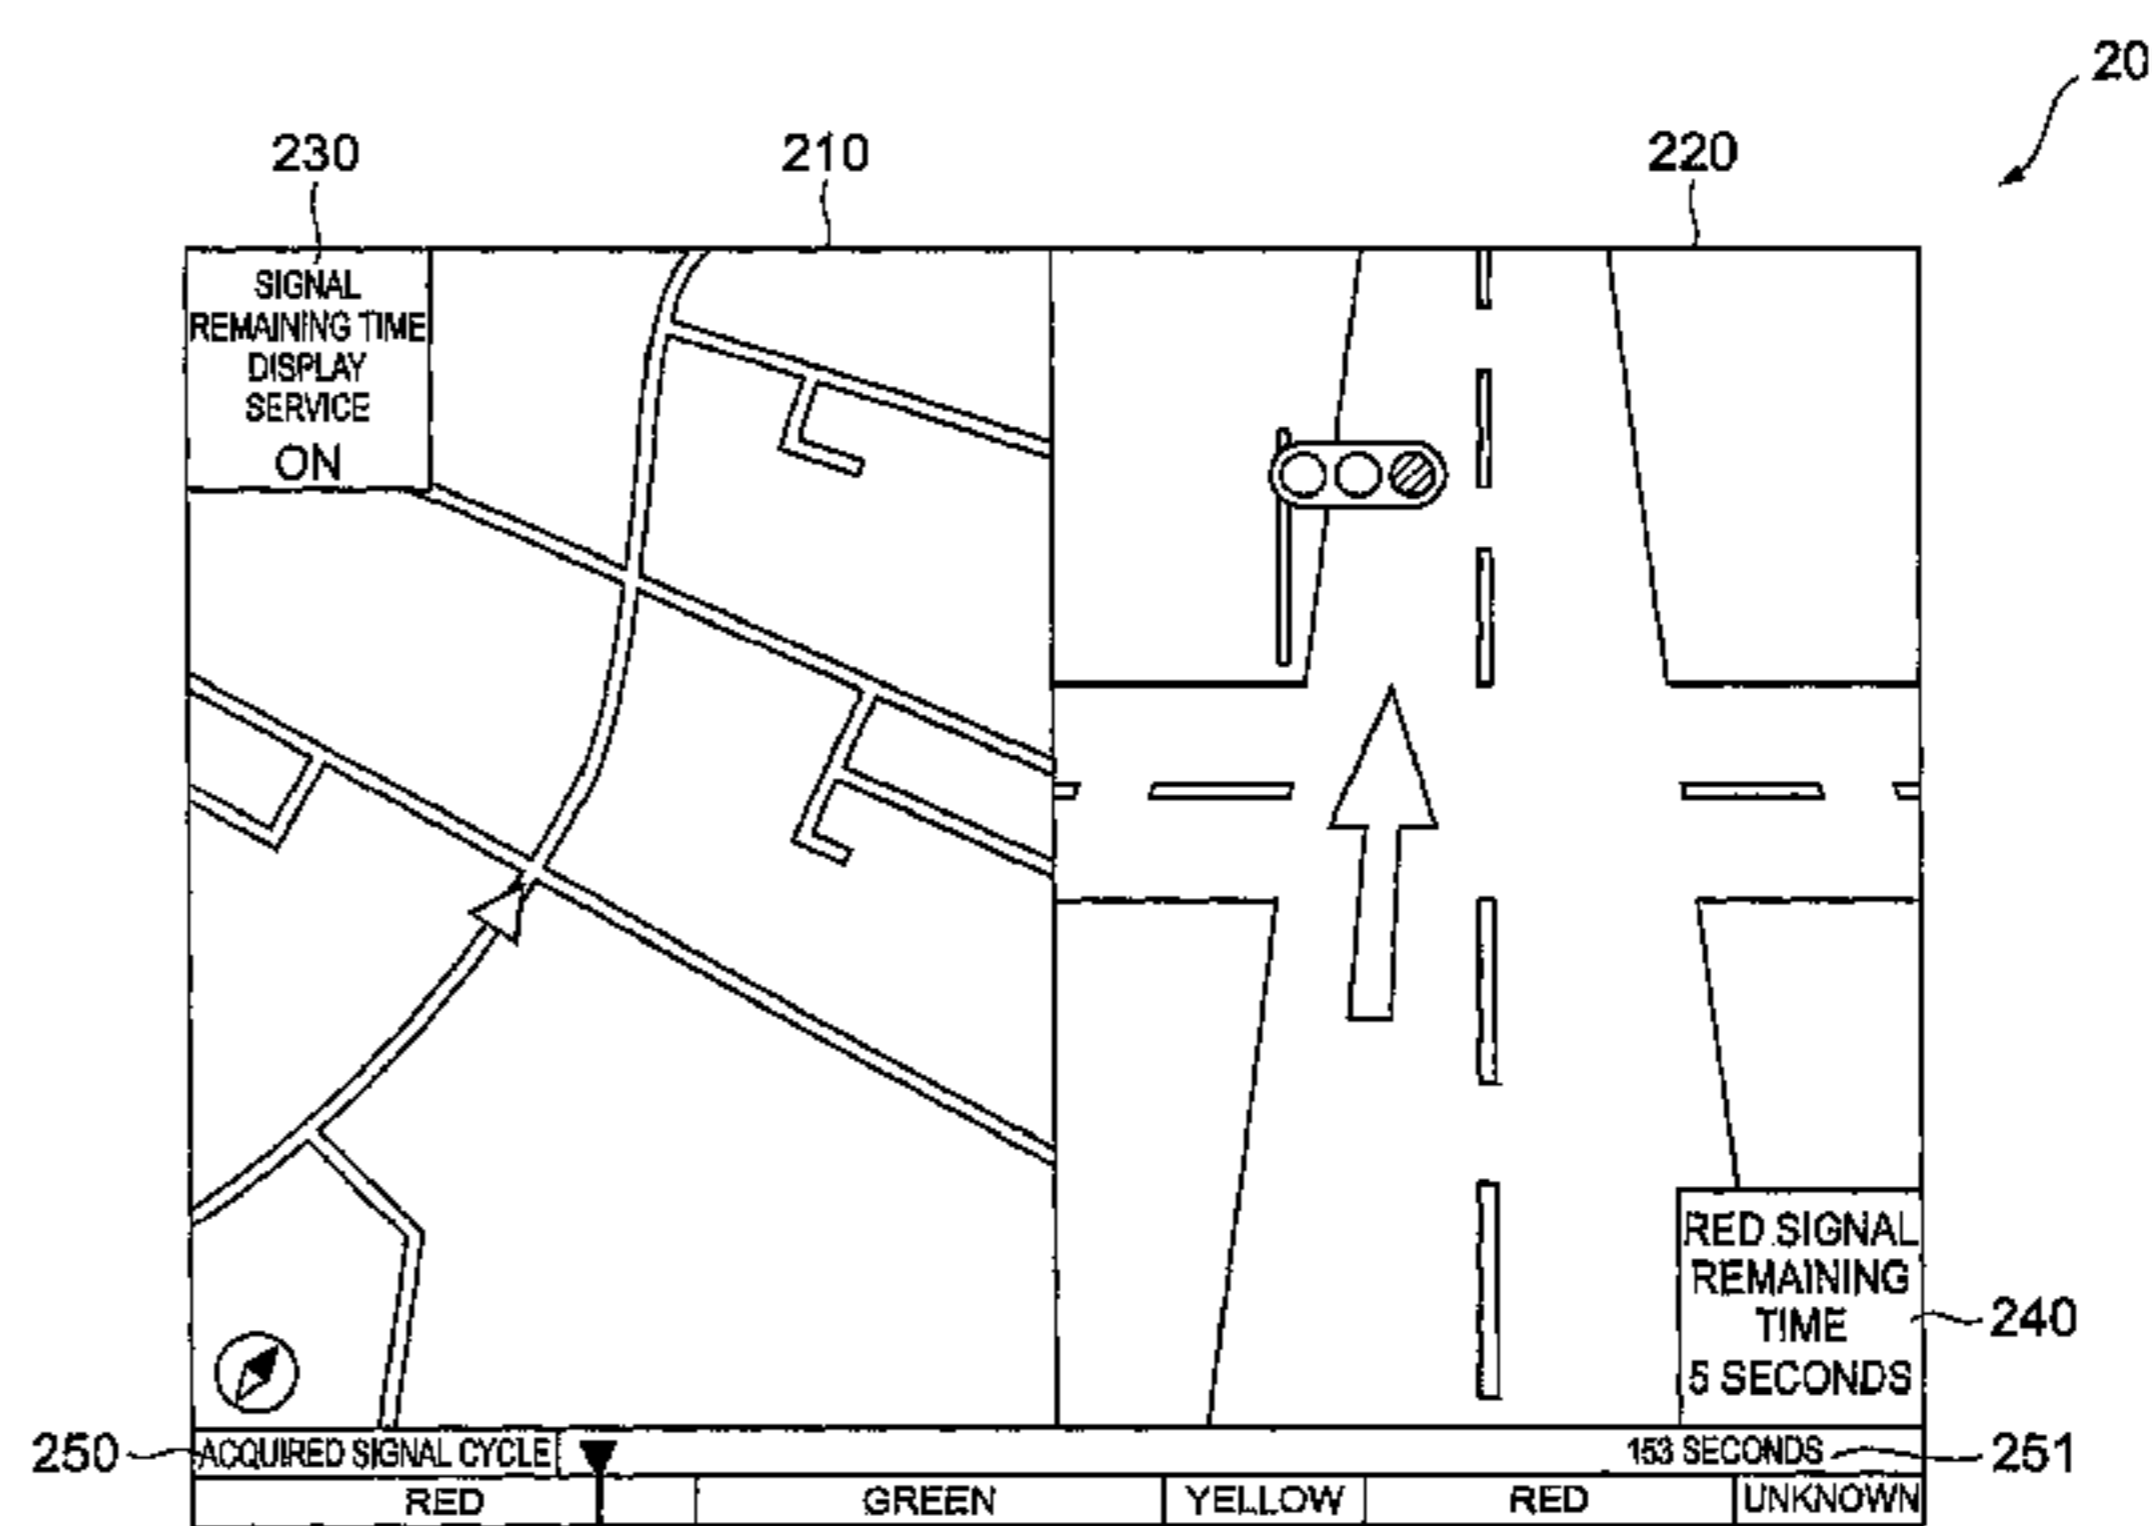 20
230
210
220
SIGNAL
REMAINING TIME
DISPLAY
SERVICE
ON
RED SIGNAL
REMAINING
TIME
5 SECONDS
240
250
ACQUIRED SIGNAL CYCLE
153 SECONDS
251
RED
GREEN
YELLOW
RED
UNKNOWN